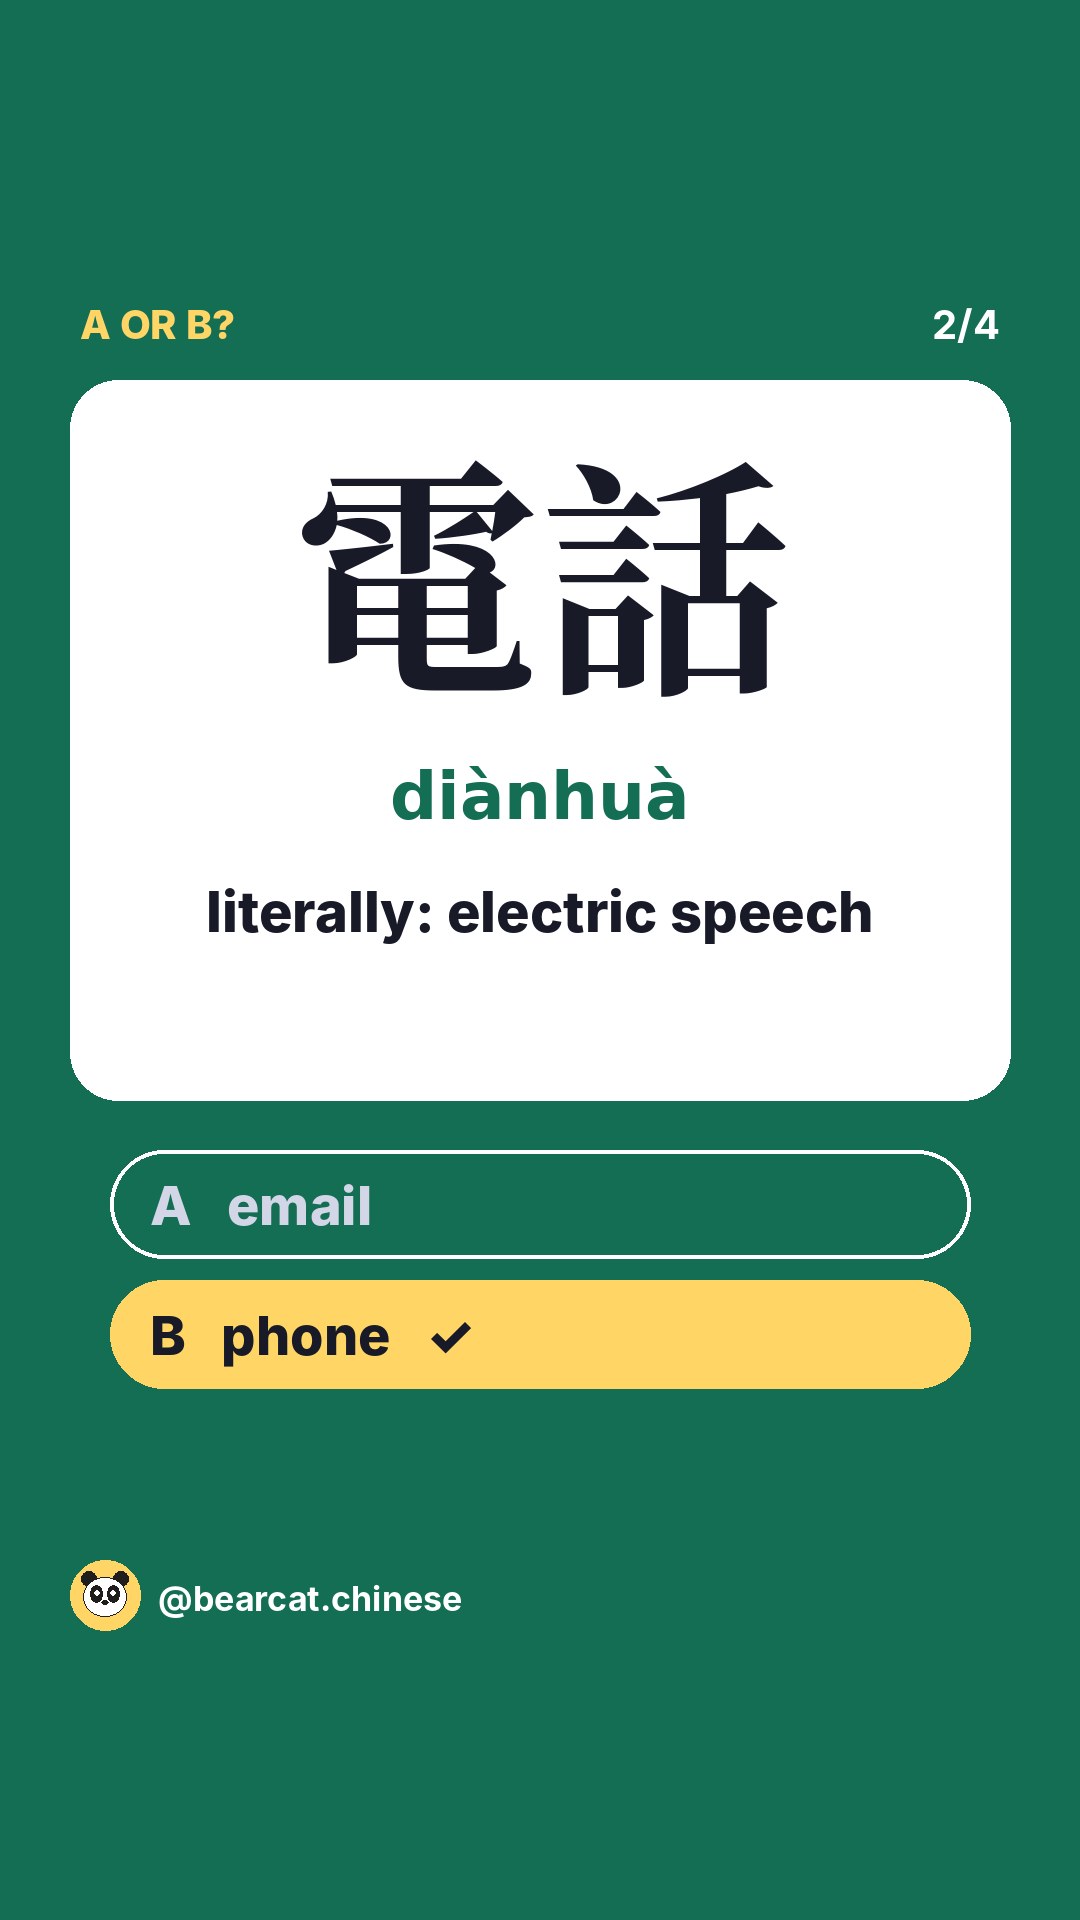 A OR B?
2/4
電話
diànhuà
literally: electric speech
A email
B phone ✓
@bearcat.chinese